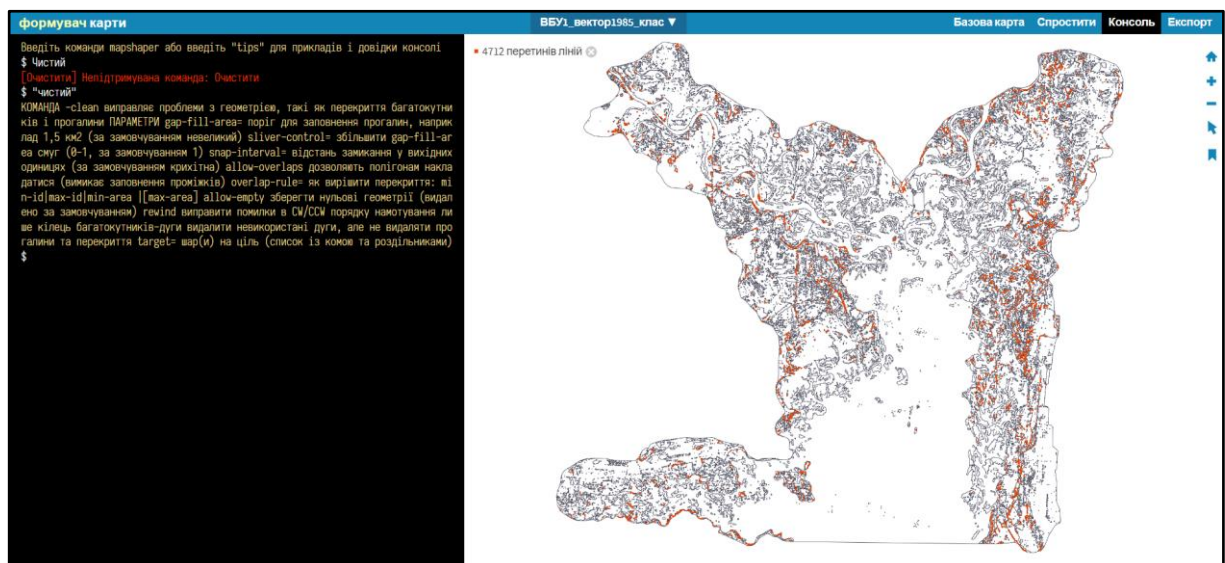 формувач карти
ВБУ1_вектор1985_клас ▼
Базова карта Спростити Консоль Експорт
Введіть команди mapshaper або введіть "tips" для прикладів і довідки консолі
$ Чистий
[Очистити] Непідтримувана команда: Очистити
$ "чистий"
КОМАНДА -clean виправляє проблеми з геометрією, такі як перекриття багатокутни
ків і прогалини ПАРАМЕТРИ gap-fill-area= поріг для заповнення прогалин, наприк
лад 1,5 км2 (за замовчуванням невеликий) sliver-control= збільшити gap-fill-ar
ea смуг (0-1, за замовчуванням 1) snap-interval= відстань замикання у вихідних
одиницях (за замовчуванням крихітна) allow-overlaps дозволяють полігонам накла
датися (вимикає заповнення проміжків) overlap-rule= як вирішити перекриття: mi
n-id|max-id|min-area |[max-area] allow-empty зберегти нульові геометрії (видал
ено за замовчуванням) rewind виправити помилки в CW/CCW порядку намотування ли
ше кілець багатокутників-дуги видалити невикористані дуги, але не видаляти про
галини та перекриття target= шар(и) на ціль (список із комою та роздільниками)
$
4712 перетинів ліній